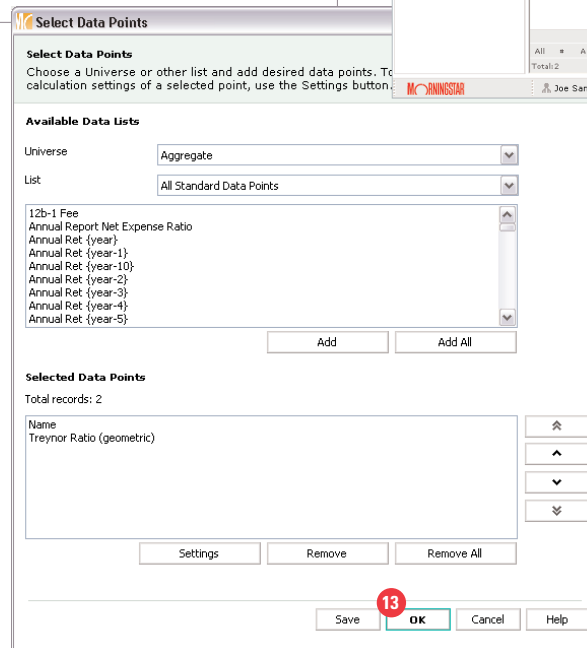 Select Data Points
Select Data Points
Choose a Universe or other list and add desired data points. To
calculation settings of a selected point, use the Settings button.
All # A
Total:2
MORNINGSTAR
Joe San
Available Data Lists
Universe
Aggregate
List
All Standard Data Points
12b-1 Fee
Annual Report Net Expense Ratio
Annual Ret {year}
Annual Ret {year-1}
Annual Ret {year-10}
Annual Ret {year-2}
Annual Ret {year-3}
Annual Ret {year-4}
Annual Ret {year-5}
Add Add All
Selected Data Points
Total records: 2
Name
Treynor Ratio (geometric)
Settings Remove Remove All
13
Save OK Cancel Help